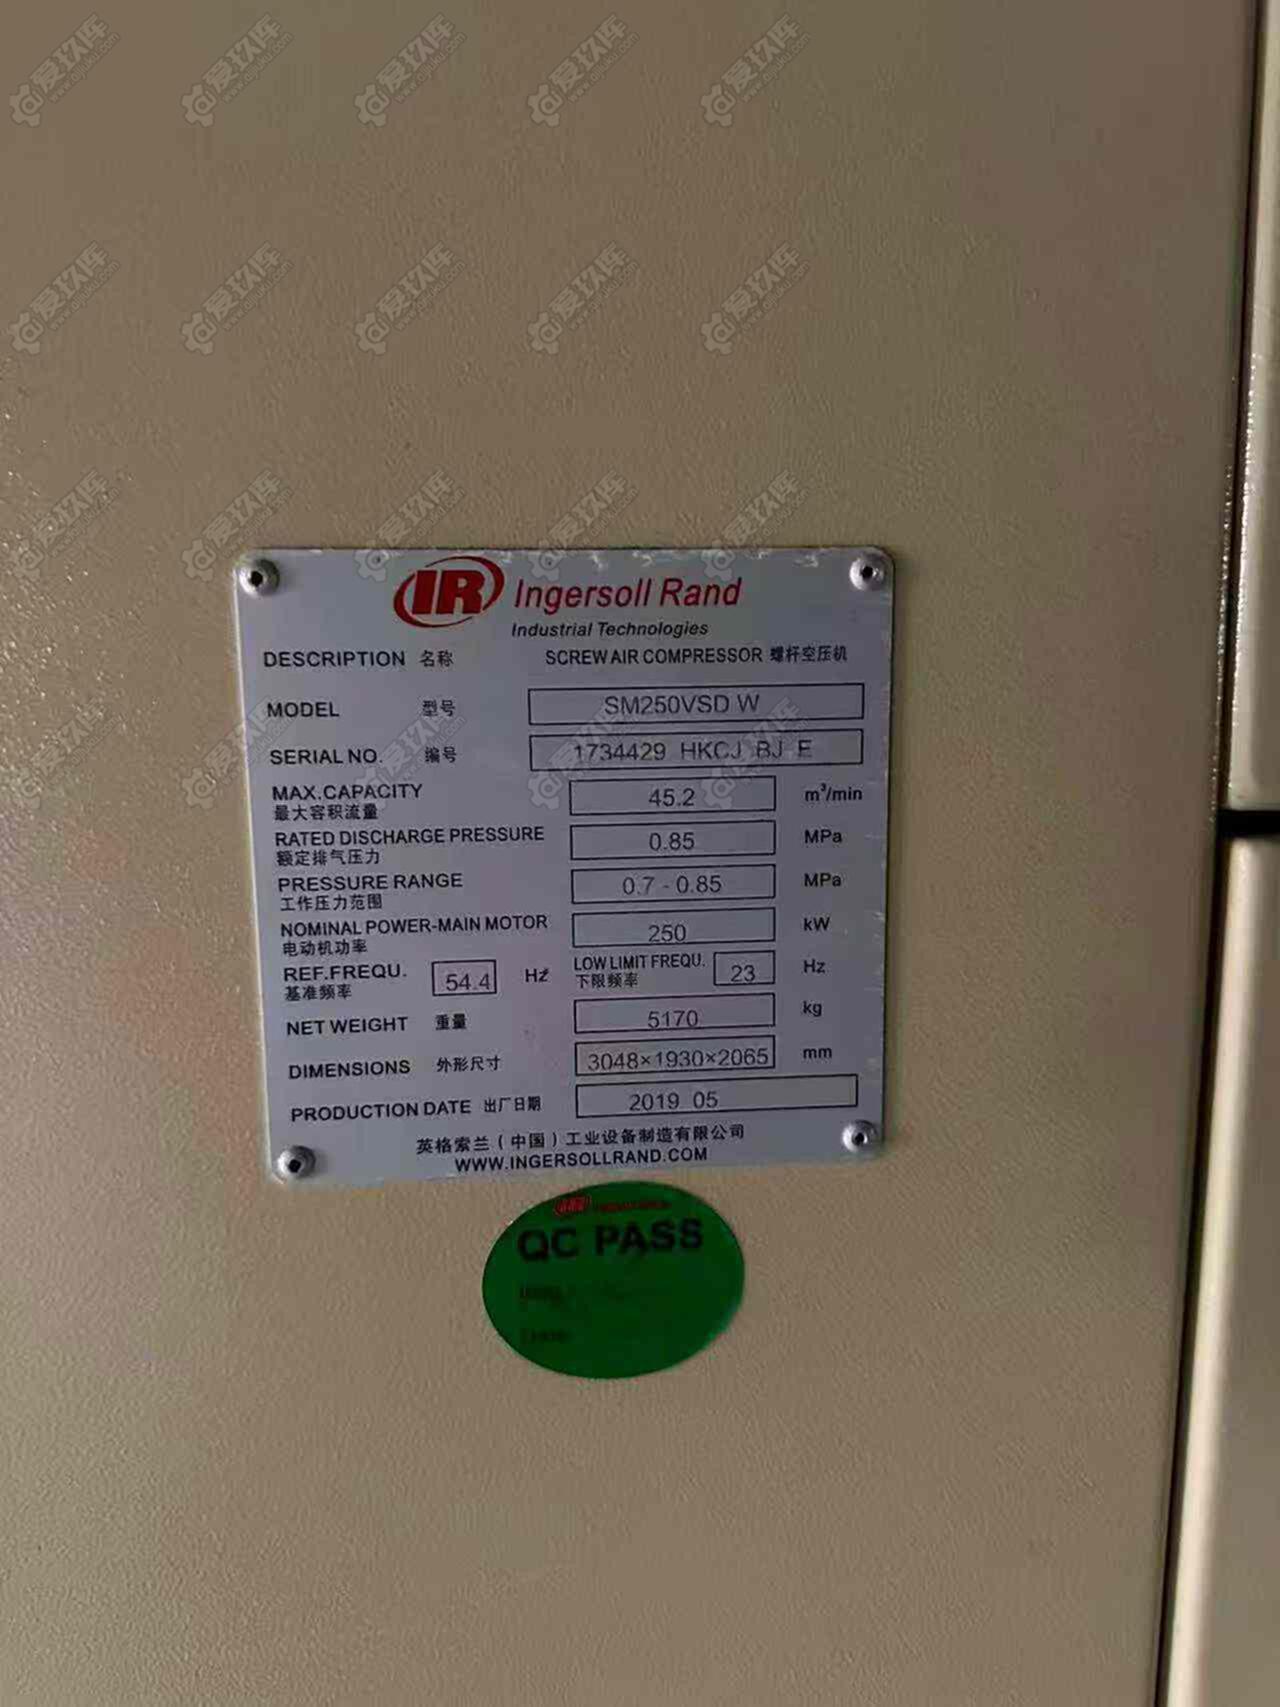 IR Ingersoll Rand
Industrial Technologies
DESCRIPTION 名称 SCREW AIR COMPRESSOR 螺杆空压机
MODEL 型号 SM250VSD W
SERIAL NO. 编号 1734429 HKCJ BJ E
MAX.CAPACITY 45.2 m³/min
最大容积流量
RATED DISCHARGE PRESSURE 0.85 MPa
额定排气压力
PRESSURE RANGE 0.7 - 0.85 MPa
工作压力范围
NOMINAL POWER-MAIN MOTOR 250 kW
电动机功率
REF.FREQU. 54.4 Hz LOW LIMIT FREQU. 23 Hz
基准频率 下限频率
NET WEIGHT 重量 5170 kg
DIMENSIONS 外形尺寸 3048×1930×2065 mm
PRODUCTION DATE 出厂日期 2019 05
英格索兰（中国）工业设备制造有限公司
WWW.INGERSOLLRAND.COM
IR
QC PASS
爱玖库
www.aijiuku.com